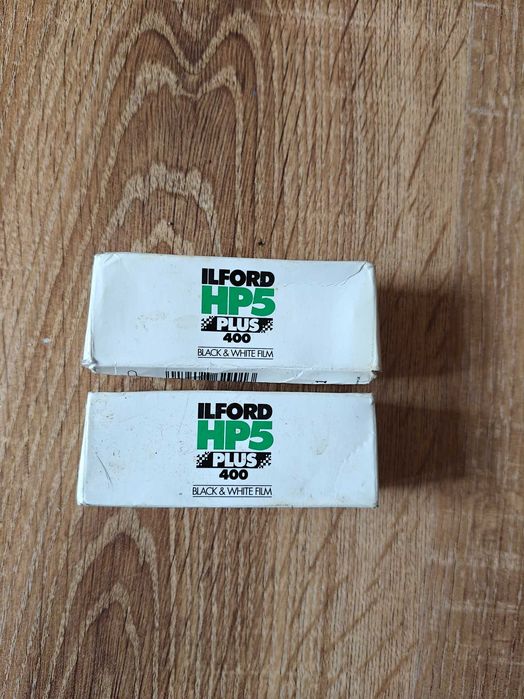 ILFORD
HP5
PLUS
400
BLACK & WHITE FILM
ILFORD
HP5
PLUS
400
BLACK & WHITE FILM